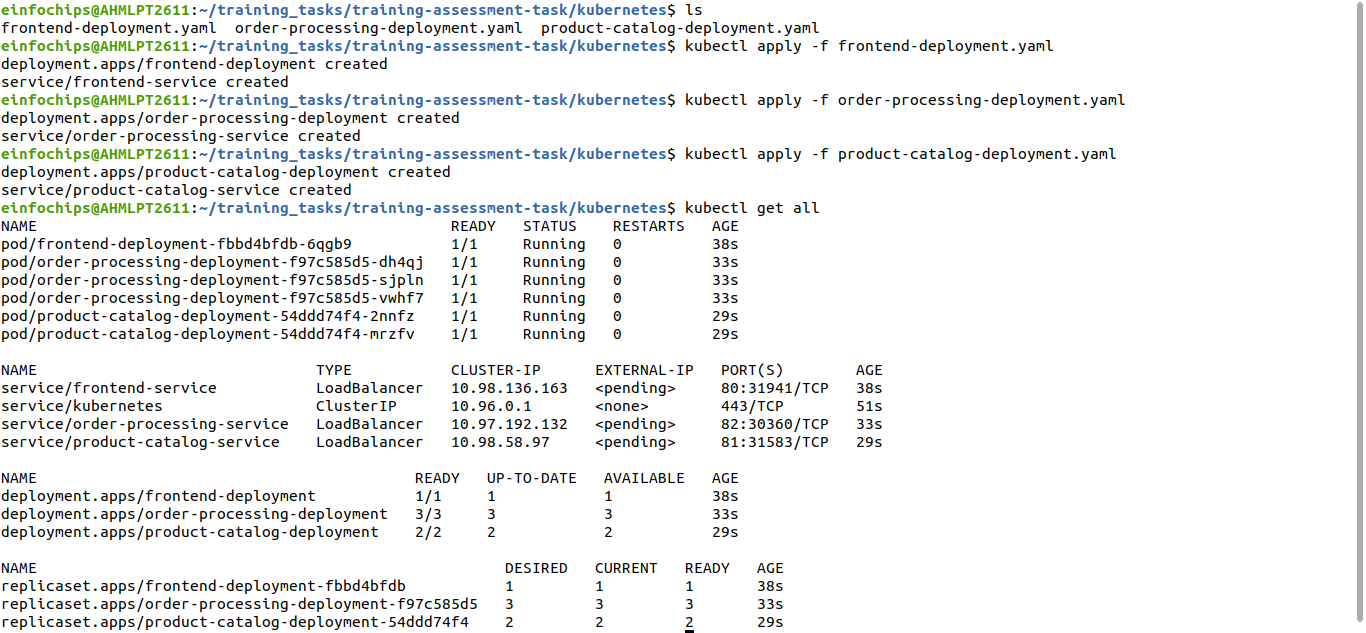 einfochips@AHMLPT2611:~/training_tasks/training-assessment-task/kubernetes$ ls
frontend-deployment.yaml  order-processing-deployment.yaml  product-catalog-deployment.yaml
einfochips@AHMLPT2611:~/training_tasks/training-assessment-task/kubernetes$ kubectl apply -f frontend-deployment.yaml
deployment.apps/frontend-deployment created
service/frontend-service created
einfochips@AHMLPT2611:~/training_tasks/training-assessment-task/kubernetes$ kubectl apply -f order-processing-deployment.yaml
deployment.apps/order-processing-deployment created
service/order-processing-service created
einfochips@AHMLPT2611:~/training_tasks/training-assessment-task/kubernetes$ kubectl apply -f product-catalog-deployment.yaml
deployment.apps/product-catalog-deployment created
service/product-catalog-service created
einfochips@AHMLPT2611:~/training_tasks/training-assessment-task/kubernetes$ kubectl get all
NAME                                              READY   STATUS    RESTARTS   AGE
pod/frontend-deployment-fbbd4bfdb-6qgb9           1/1     Running   0          38s
pod/order-processing-deployment-f97c585d5-dh4qj   1/1     Running   0          33s
pod/order-processing-deployment-f97c585d5-sjpln   1/1     Running   0          33s
pod/order-processing-deployment-f97c585d5-vwhf7   1/1     Running   0          33s
pod/product-catalog-deployment-54ddd74f4-2nnfz    1/1     Running   0          29s
pod/product-catalog-deployment-54ddd74f4-mrzfv    1/1     Running   0          29s

NAME                               TYPE           CLUSTER-IP      EXTERNAL-IP   PORT(S)        AGE
service/frontend-service           LoadBalancer   10.98.136.163   <pending>     80:31941/TCP   38s
service/kubernetes                 ClusterIP      10.96.0.1       <none>        443/TCP        51s
service/order-processing-service   LoadBalancer   10.97.192.132   <pending>     82:30360/TCP   33s
service/product-catalog-service    LoadBalancer   10.98.58.97     <pending>     81:31583/TCP   29s

NAME                                          READY   UP-TO-DATE   AVAILABLE   AGE
deployment.apps/frontend-deployment           1/1     1            1           38s
deployment.apps/order-processing-deployment   3/3     3            3           33s
deployment.apps/product-catalog-deployment    2/2     2            2           29s

NAME                                                    DESIRED   CURRENT   READY   AGE
replicaset.apps/frontend-deployment-fbbd4bfdb           1         1         1       38s
replicaset.apps/order-processing-deployment-f97c585d5   3         3         3       33s
replicaset.apps/product-catalog-deployment-54ddd74f4    2         2         2       29s